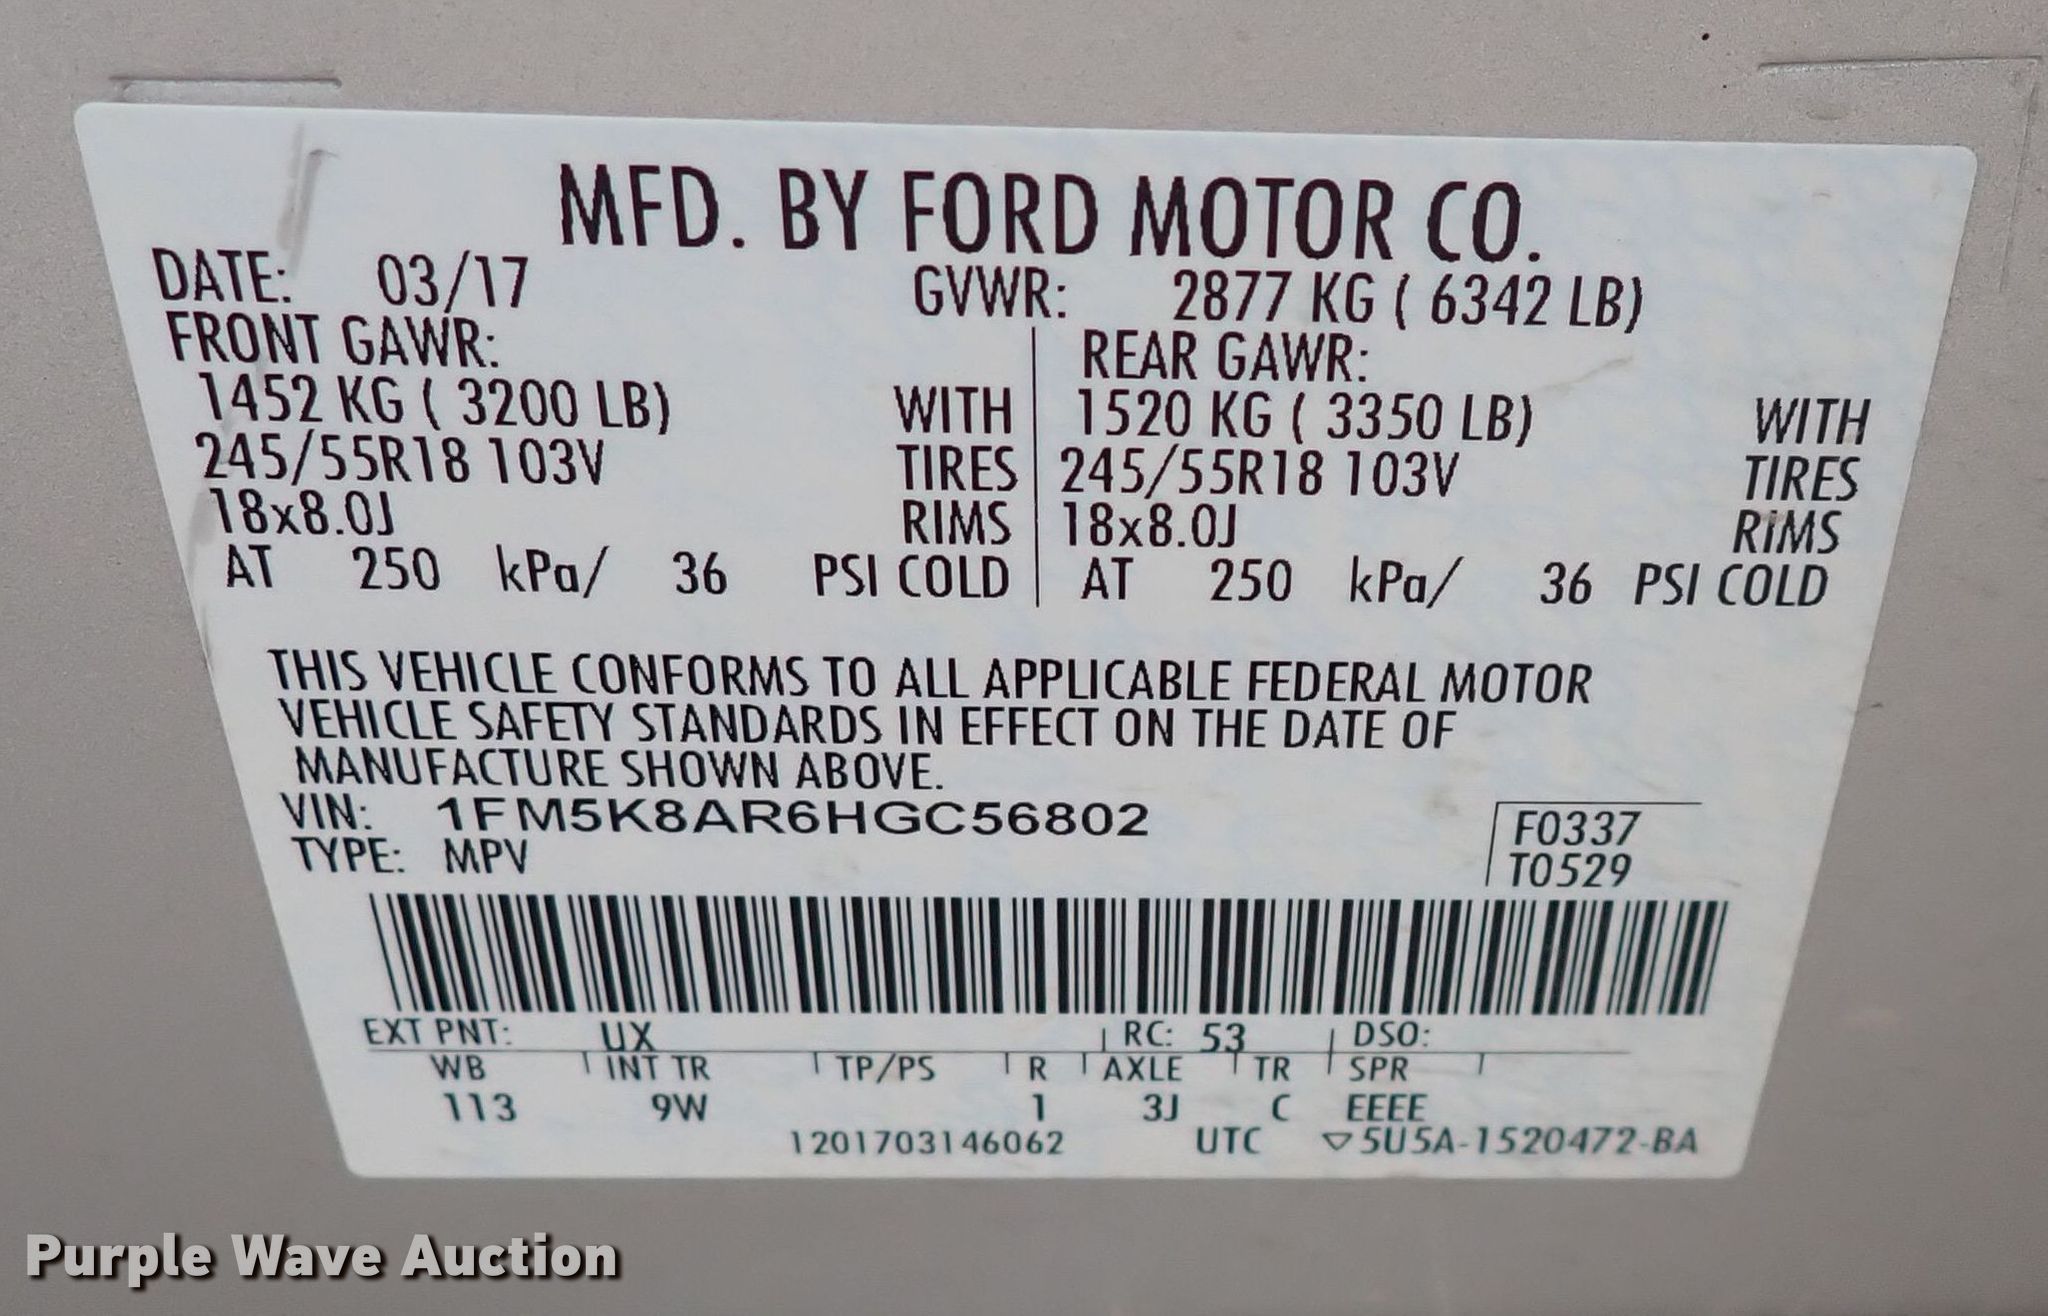 MFD. BY FORD MOTOR CO.
DATE: 03/17 GVWR: 2877 KG ( 6342 LB)
FRONT GAWR: REAR GAWR:
1452 KG ( 3200 LB) WITH 1520 KG ( 3350 LB) WITH
245/55R18 103V TIRES 245/55R18 103V TIRES
18x8.0J RIMS 18x8.0J RIMS
AT 250 kPa/ 36 PSI COLD AT 250 kPa/ 36 PSI COLD
THIS VEHICLE CONFORMS TO ALL APPLICABLE FEDERAL MOTOR
VEHICLE SAFETY STANDARDS IN EFFECT ON THE DATE OF
MANUFACTURE SHOWN ABOVE.
VIN: 1FM5K8AR6HGC56802 F0337
TYPE: MPV T0529
EXT PNT: UX RC: 53 DSO:
WB INT TR TP/PS R AXLE TR SPR
113 9W 1 3J C EEEE
1201703146062 UTC ▽5U5A-1520472-BA
Purple Wave Auction